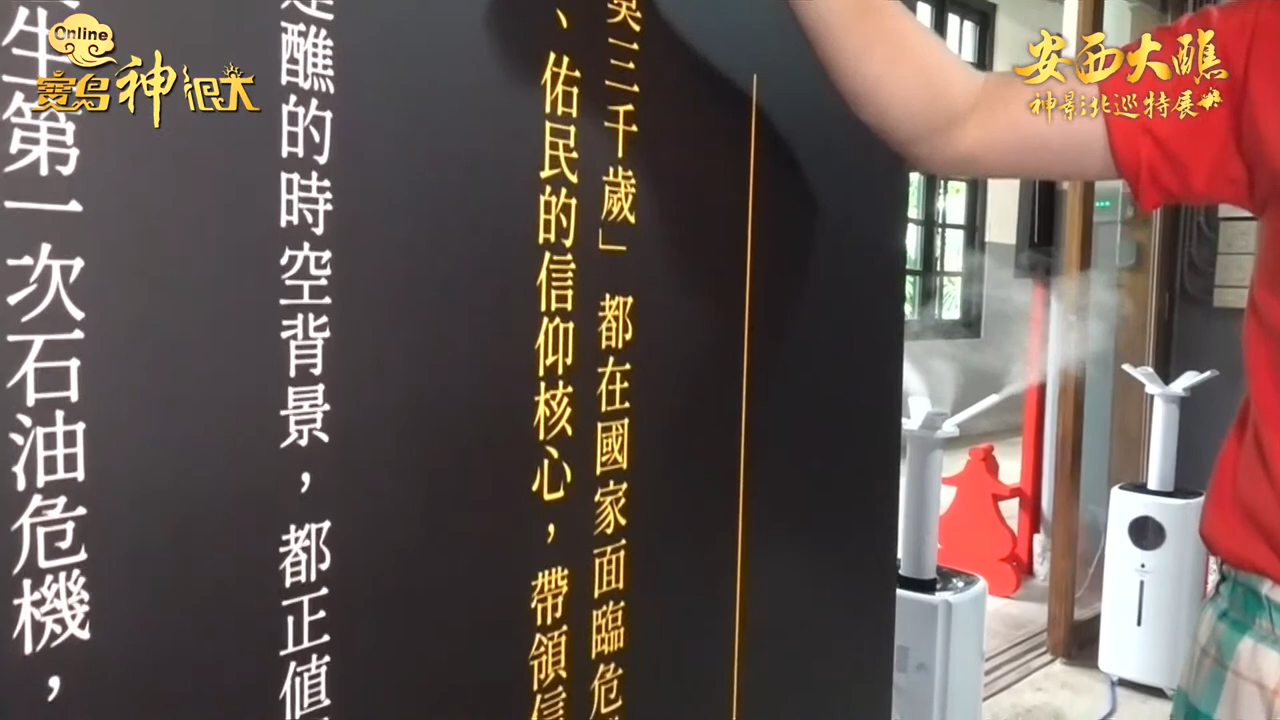 Online
寶島神很大
安西大醮
神景北巡特展
三千歲」都在國家面臨危
、佑民的信仰核心，帶領信
醮的時空背景，都正值
生第一次石油危機，